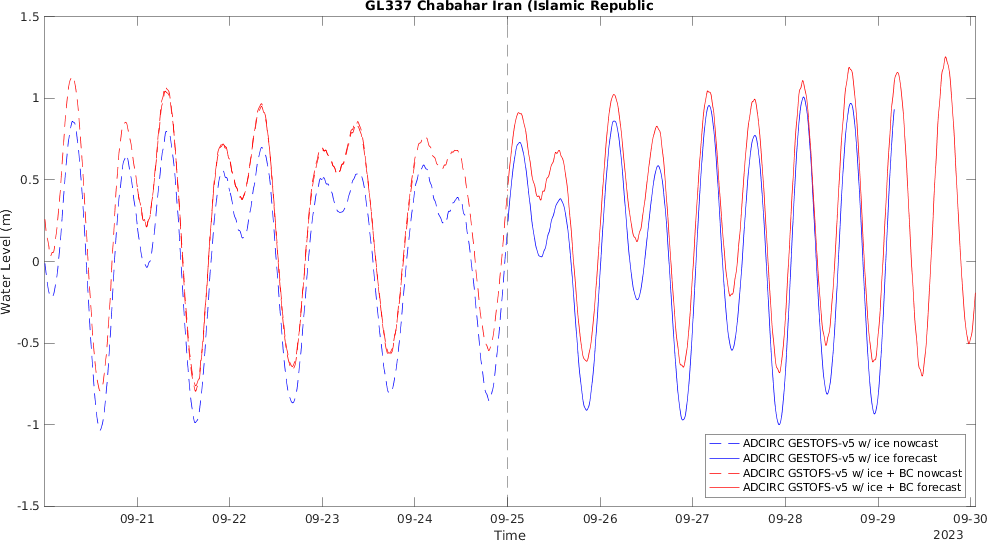 GL337 Chabahar Iran (Islamic Republic
1.5
1
0.5
0
-0.5
-1
-1.5
Water Level (m)
09-21
09-22
09-23
09-24
09-25
09-26
09-27
09-28
09-29
09-30
Time
2023
ADCIRC GESTOFS-v5 w/ ice nowcast
ADCIRC GESTOFS-v5 w/ ice forecast
ADCIRC GSTOFS-v5 w/ ice + BC nowcast
ADCIRC GSTOFS-v5 w/ ice + BC forecast